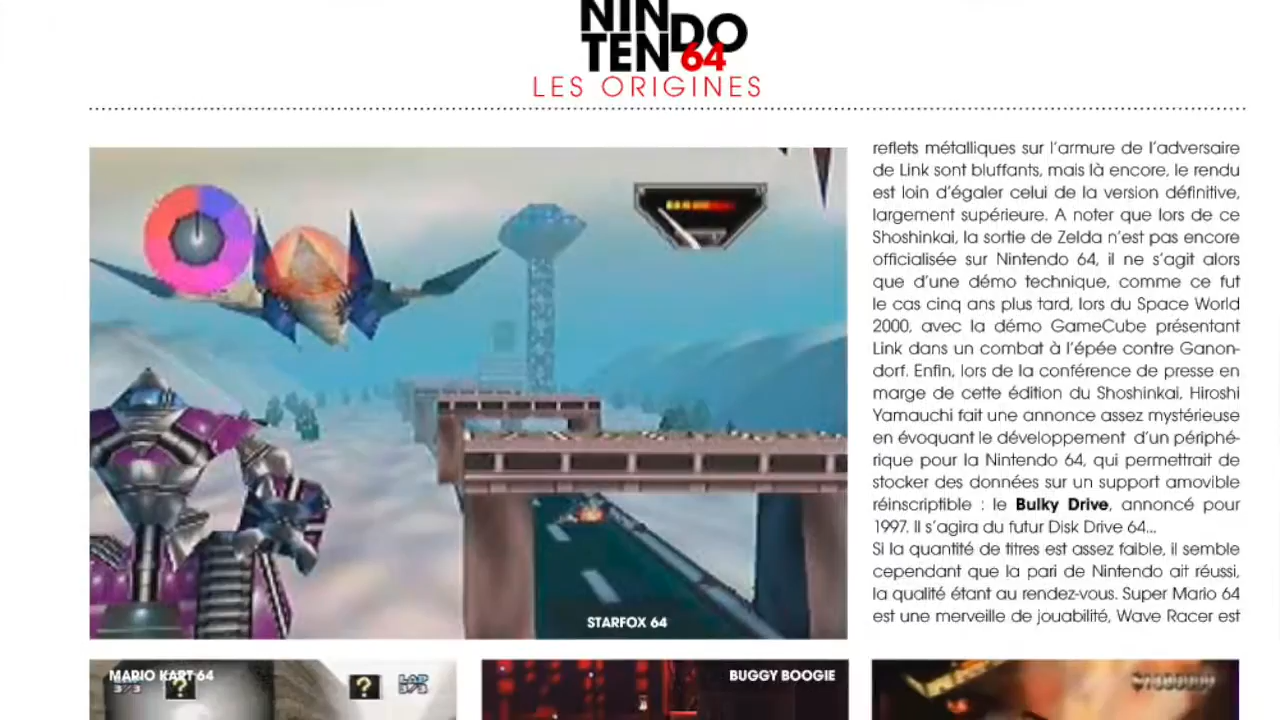 NIN
TENDO
64
LES ORIGINES
reflets métalliques sur l'armure de l'adversaire
de Link sont bluffants, mais là encore, le rendu
est loin d'égaler celui de la version définitive,
largement supérieure. A noter que lors de ce
Shoshinkai, la sortie de Zelda n'est pas encore
officialisée sur Nintendo 64, il ne s'agit alors
que d'une démo technique, comme ce fut
le cas cinq ans plus tard, lors du Space World
2000, avec la démo GameCube présentant
Link dans un combat à l'épée contre Ganon-
dorf. Enfin, lors de la conférence de presse en
marge de cette édition du Shoshinkai, Hiroshi
Yamauchi fait une annonce assez mystérieuse
en évoquant le développement d'un périphé-
rique pour la Nintendo 64, qui permettrait de
stocker des données sur un support amovible
réinscriptible : le Bulky Drive, annoncé pour
1997. Il s'agira du futur Disk Drive 64...
Si la quantité de titres est assez faible, il semble
cependant que la pari de Nintendo ait réussi,
la qualité étant au rendez-vous. Super Mario 64
est une merveille de jouabilité, Wave Racer est
STARFOX 64
MARIO KART 64
3/3
?
?
LAP
BUGGY BOOGIE